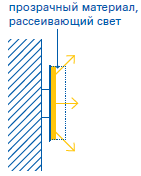 прозрачный материал,
рассеивающий свет